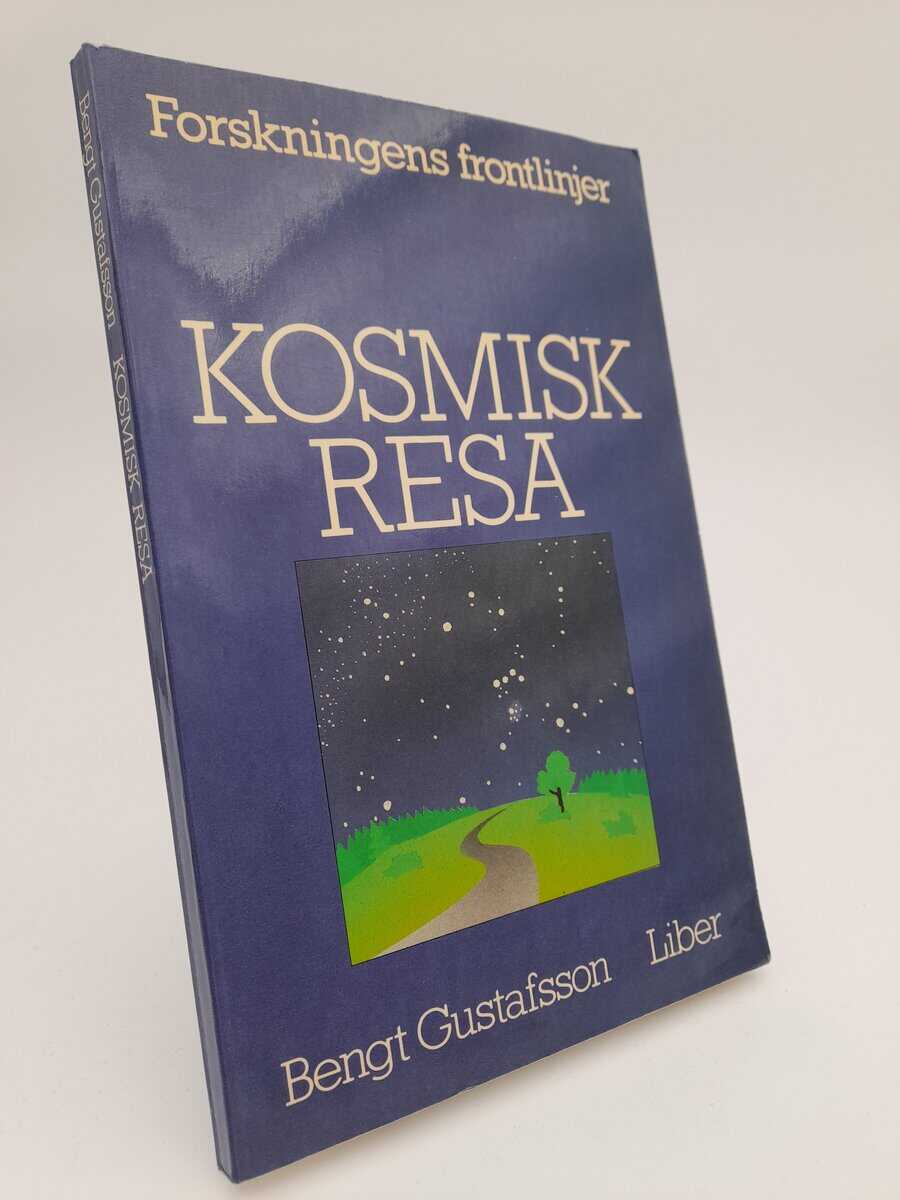 Forskningens frontlinjer
KOSMISK
RESA
Bengt Gustafsson Liber
Bengt Gustafsson KOSMISK RESA